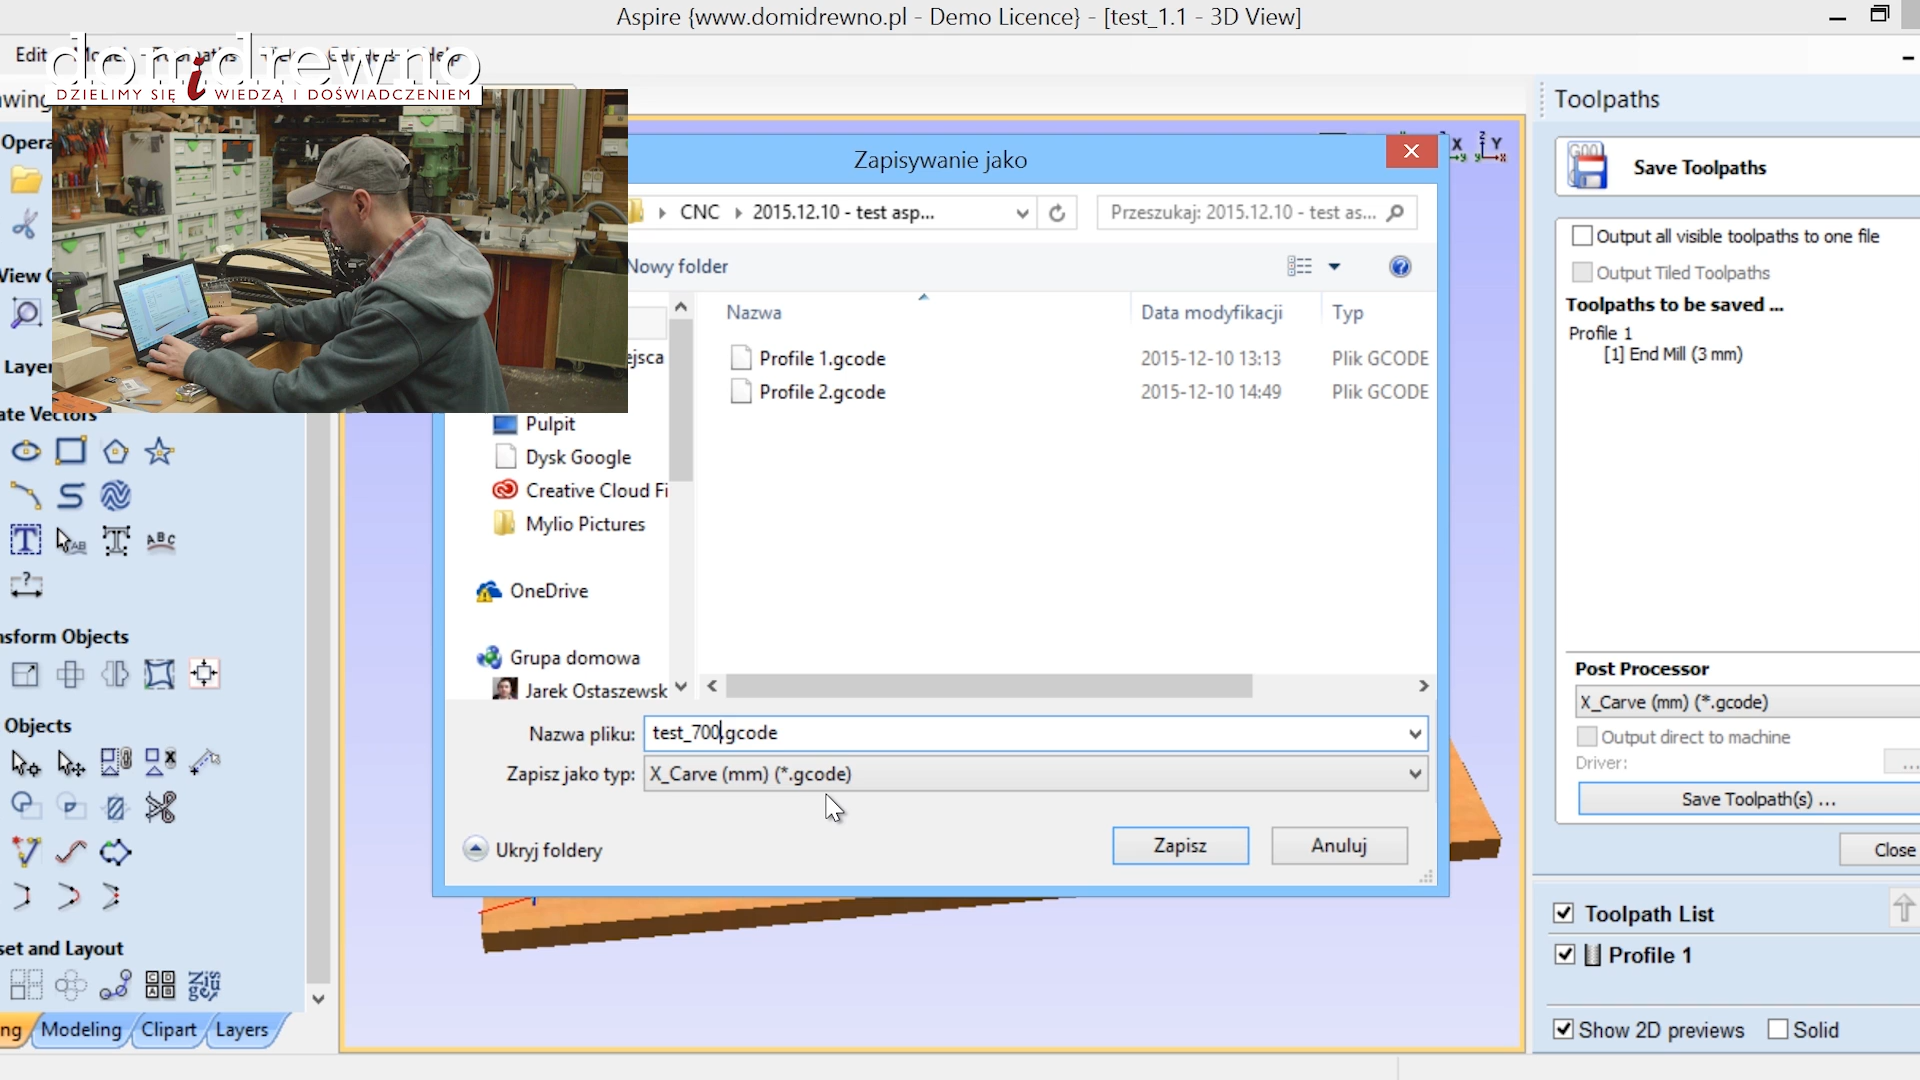 Aspire {www.domidrewno.pl - Demo Licence} - [test_1.1 - 3D View]
Edit
Help
domidrewno
DZIELIMY SIĘ WIEDZĄ I DOŚWIADCZENIEM
Toolpaths
Save Toolpaths
Output all visible toolpaths to one file
Output Tiled Toolpaths
Toolpaths to be saved ...
Profile 1
[1] End Mill (3 mm)
Post Processor
X_Carve (mm) (*.gcode)
Output direct to machine
Driver:
...
Save Toolpath(s) ...
Close
Toolpath List
Profile 1
Show 2D previews
Solid
Zapisywanie jako
CNC
2015.12.10 - test asp...
Przeszukaj: 2015.12.10 - test as...
Nowy folder
Nazwa
Data modyfikacji
Typ
Profile 1.gcode
2015-12-10 13:13
Plik GCODE
Profile 2.gcode
2015-12-10 14:49
Plik GCODE
ejsca
Pulpit
Dysk Google
Creative Cloud Fi
Mylio Pictures
OneDrive
Grupa domowa
Jarek Ostaszewsk
Nazwa pliku:
test_700.gcode
Zapisz jako typ:
X_Carve (mm) (*.gcode)
Ukryj foldery
Zapisz
Anuluj
wing
Opera
View
Layer
ate Vectors
nsform Objects
Objects
set and Layout
ng
Modeling
Clipart
Layers